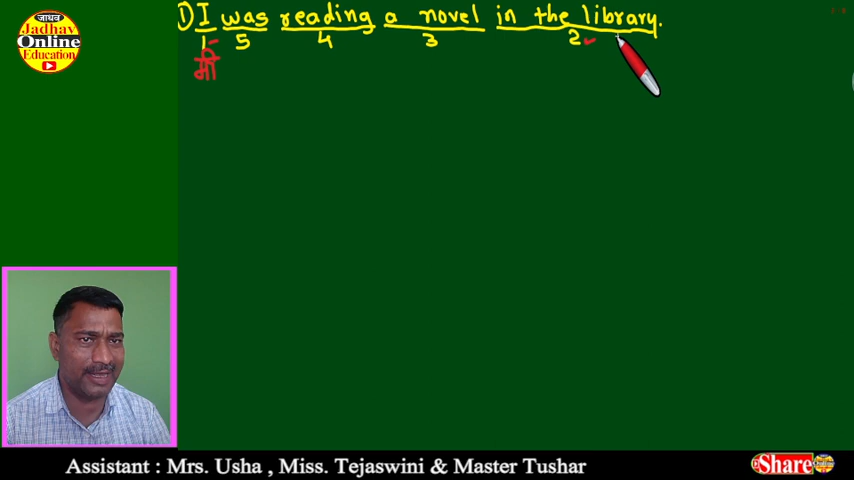 जाधव
Jadhav
Online
Education
1) I was reading a novel in the library.
1 5 4 3 2
मी
Assistant : Mrs. Usha , Miss. Tejaswini & Master Tushar
Share